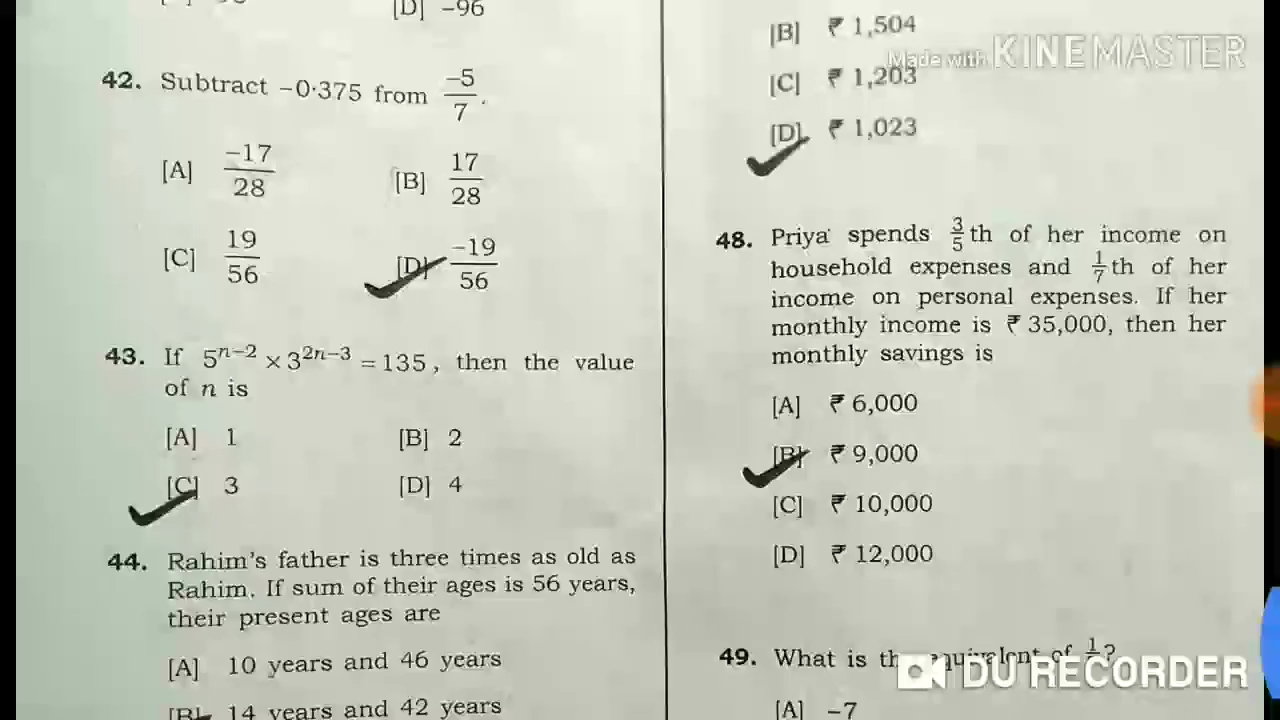 [D] -96
42. Subtract -0·375 from -5/7.
[A] -17/28 [B] 17/28
[C] 19/56 [D] -19/56
43. If 5^{n-2} × 3^{2n-3} = 135, then the value
of n is
[A] 1 [B] 2
[C] 3 [D] 4
44. Rahim's father is three times as old as
Rahim. If sum of their ages is 56 years,
their present ages are
[A] 10 years and 46 years
[B] 14 years and 42 years
[B] ₹ 1,504
Made with KINEMASTER
[C] ₹ 1,203
[D] ₹ 1,023
48. Priya spends 3/5 th of her income on
household expenses and 1/7 th of her
income on personal expenses. If her
monthly income is ₹ 35,000, then her
monthly savings is
[A] ₹ 6,000
[B] ₹ 9,000
[C] ₹ 10,000
[D] ₹ 12,000
49. What is the equivalent of
DU RECORDER
[A] -7